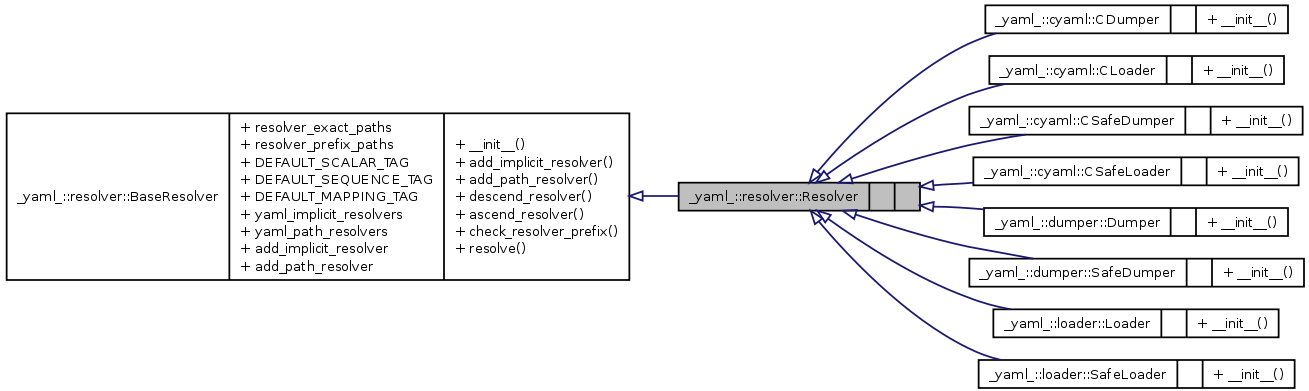 _yaml_::resolver::BaseResolver
+ resolver_exact_paths
+ resolver_prefix_paths
+ DEFAULT_SCALAR_TAG
+ DEFAULT_SEQUENCE_TAG
+ DEFAULT_MAPPING_TAG
+ yaml_implicit_resolvers
+ yaml_path_resolvers
+ add_implicit_resolver
+ add_path_resolver
+ __init__()
+ add_implicit_resolver()
+ add_path_resolver()
+ descend_resolver()
+ ascend_resolver()
+ check_resolver_prefix()
+ resolve()
_yaml_::resolver::Resolver
_yaml_::cyaml::CDumper + __init__()
_yaml_::cyaml::CLoader + __init__()
_yaml_::cyaml::CSafeDumper + __init__()
_yaml_::cyaml::CSafeLoader + __init__()
_yaml_::dumper::Dumper + __init__()
_yaml_::dumper::SafeDumper + __init__()
_yaml_::loader::Loader + __init__()
_yaml_::loader::SafeLoader + __init__()